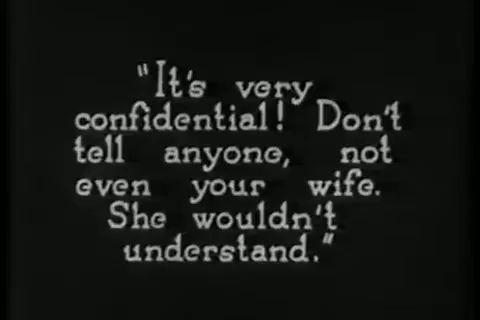 "It's very
confidential! Don't
tell anyone, not
even your wife.
She wouldn't
understand."